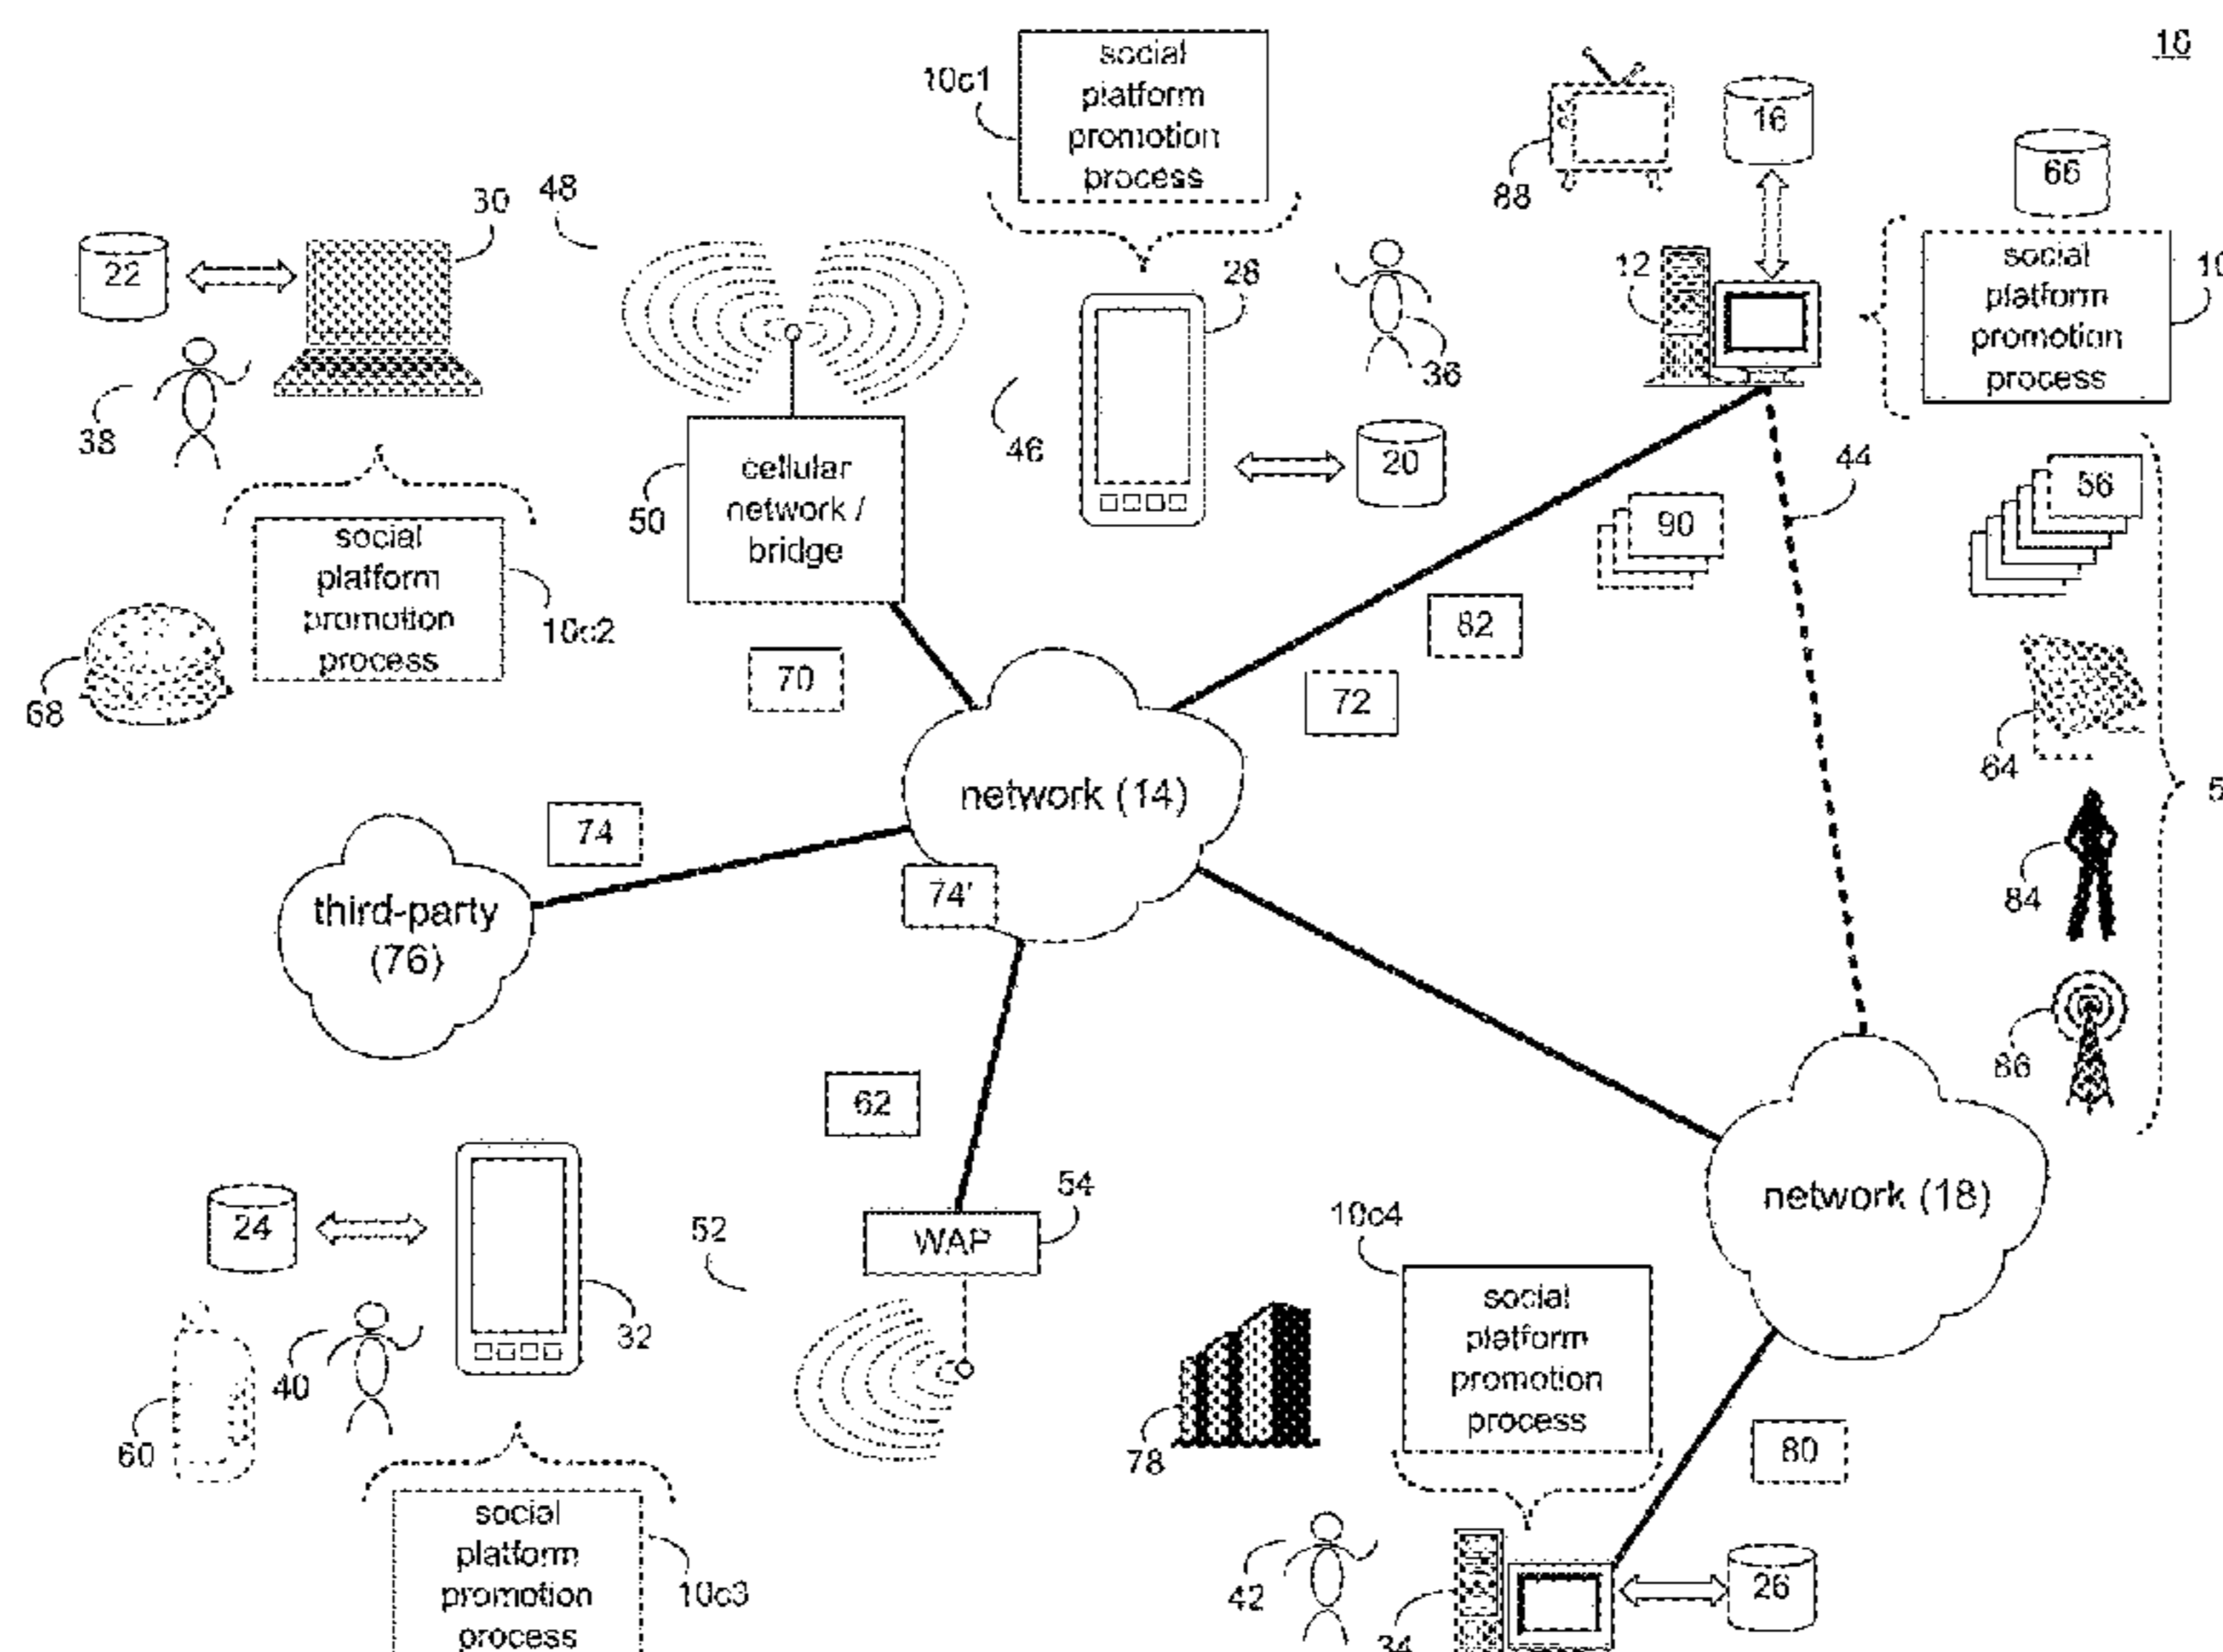 10
social
platform
promotion
process
10c1
88
16
66
social
platform
promotion
process
12
30
48
22
38
28
36
46
20
cellular
network /
bridge
50
44
56
90
social
platform
promotion
process
10c2
68
70
82
72
64
network (14)
74
74'
third-party
(76)
84
86
62
54
WAP
52
24
32
40
60
network (18)
10c4
social
platform
promotion
process
78
80
social
platform
promotion
process
10c3
42
34
26